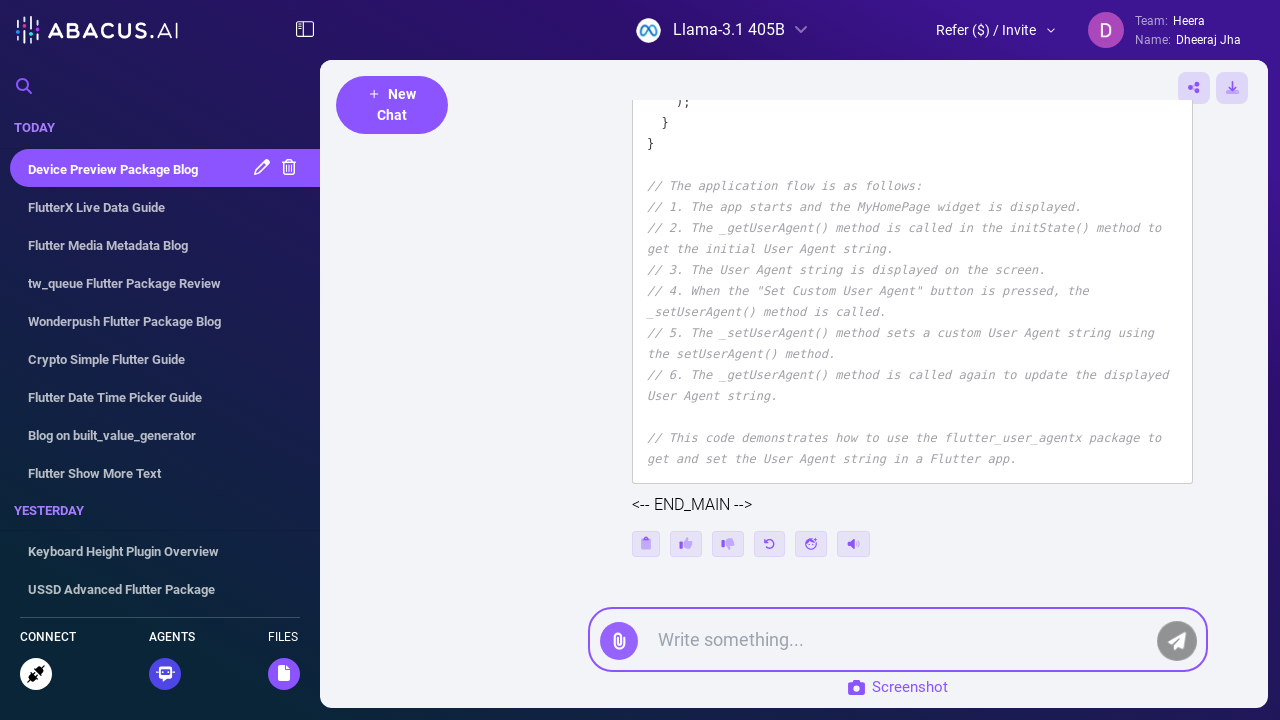 ABACUS.AI
Llama-3.1 405B
Refer ($) / Invite
D
Team: Heera
Name: Dheeraj Jha
TODAY
Device Preview Package Blog
FlutterX Live Data Guide
Flutter Media Metadata Blog
tw_queue Flutter Package Review
Wonderpush Flutter Package Blog
Crypto Simple Flutter Guide
Flutter Date Time Picker Guide
Blog on built_value_generator
Flutter Show More Text
YESTERDAY
Keyboard Height Plugin Overview
USSD Advanced Flutter Package
CONNECT
AGENTS
FILES
+ New
Chat
);
}
}
// The application flow is as follows:
// 1. The app starts and the MyHomePage widget is displayed.
// 2. The _getUserAgent() method is called in the initState() method to
get the initial User Agent string.
// 3. The User Agent string is displayed on the screen.
// 4. When the "Set Custom User Agent" button is pressed, the
_setUserAgent() method is called.
// 5. The _setUserAgent() method sets a custom User Agent string using
the setUserAgent() method.
// 6. The _getUserAgent() method is called again to update the displayed
User Agent string.
// This code demonstrates how to use the flutter_user_agentx package to
get and set the User Agent string in a Flutter app.
<-- END_MAIN -->
Write something...
Screenshot